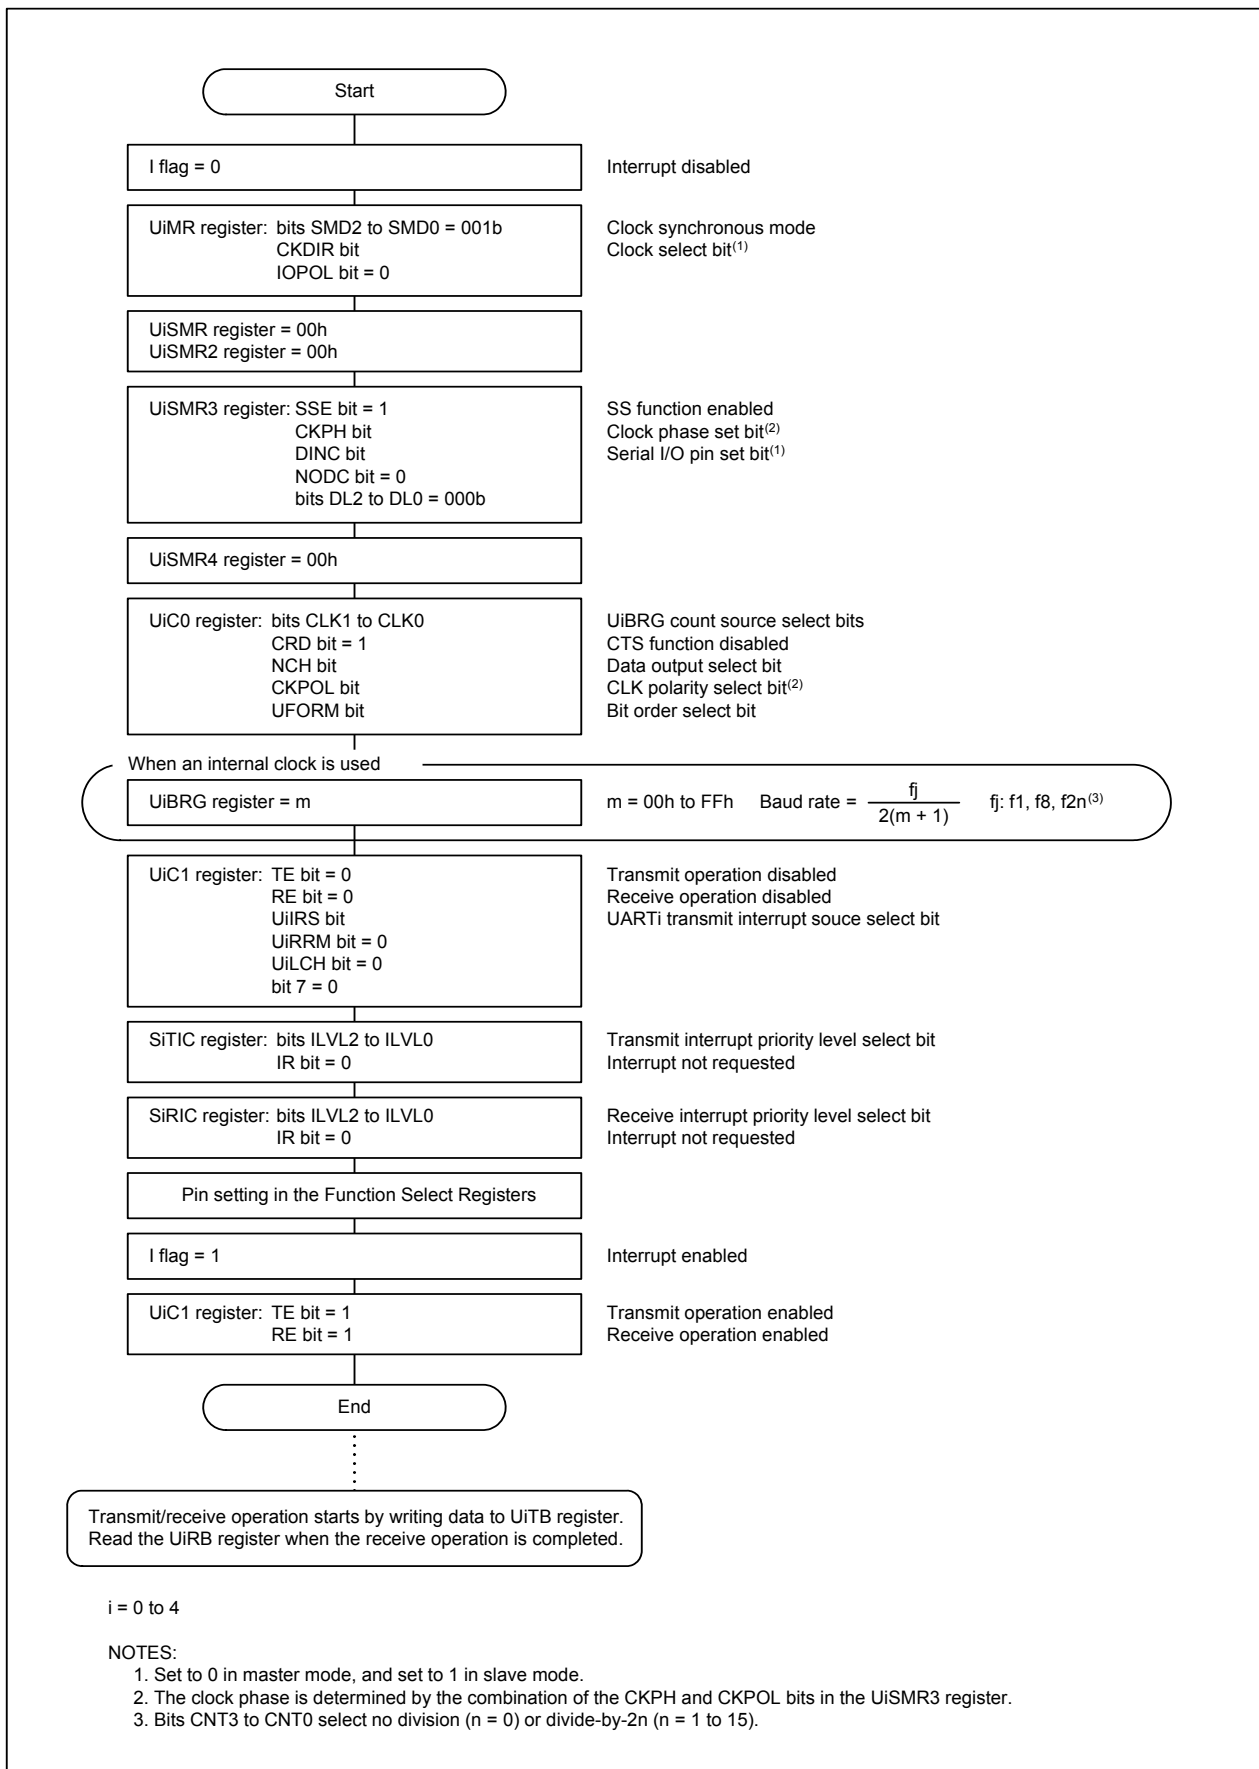 Start
I flag = 0 Interrupt disabled
UiMR register: bits SMD2 to SMD0 = 001b Clock synchronous mode
CKDIR bit Clock select bit(1)
IOPOL bit = 0
UiSMR register = 00h
UiSMR2 register = 00h
UiSMR3 register: SSE bit = 1 SS function enabled
CKPH bit Clock phase set bit(2)
DINC bit Serial I/O pin set bit(1)
NODC bit = 0
bits DL2 to DL0 = 000b
UiSMR4 register = 00h
UiC0 register: bits CLK1 to CLK0 UiBRG count source select bits
CRD bit = 1 CTS function disabled
NCH bit Data output select bit
CKPOL bit CLK polarity select bit(2)
UFORM bit Bit order select bit
When an internal clock is used
UiBRG register = m m = 00h to FFh Baud rate = fj / 2(m + 1) fj: f1, f8, f2n(3)
UiC1 register: TE bit = 0 Transmit operation disabled
RE bit = 0 Receive operation disabled
UiIRS bit UARTi transmit interrupt souce select bit
UiRRM bit = 0
UiLCH bit = 0
bit 7 = 0
SiTIC register: bits ILVL2 to ILVL0 Transmit interrupt priority level select bit
IR bit = 0 Interrupt not requested
SiRIC register: bits ILVL2 to ILVL0 Receive interrupt priority level select bit
IR bit = 0 Interrupt not requested
Pin setting in the Function Select Registers
I flag = 1 Interrupt enabled
UiC1 register: TE bit = 1 Transmit operation enabled
RE bit = 1 Receive operation enabled
End
Transmit/receive operation starts by writing data to UiTB register.
Read the UiRB register when the receive operation is completed.
i = 0 to 4
NOTES:
1. Set to 0 in master mode, and set to 1 in slave mode.
2. The clock phase is determined by the combination of the CKPH and CKPOL bits in the UiSMR3 register.
3. Bits CNT3 to CNT0 select no division (n = 0) or divide-by-2n (n = 1 to 15).